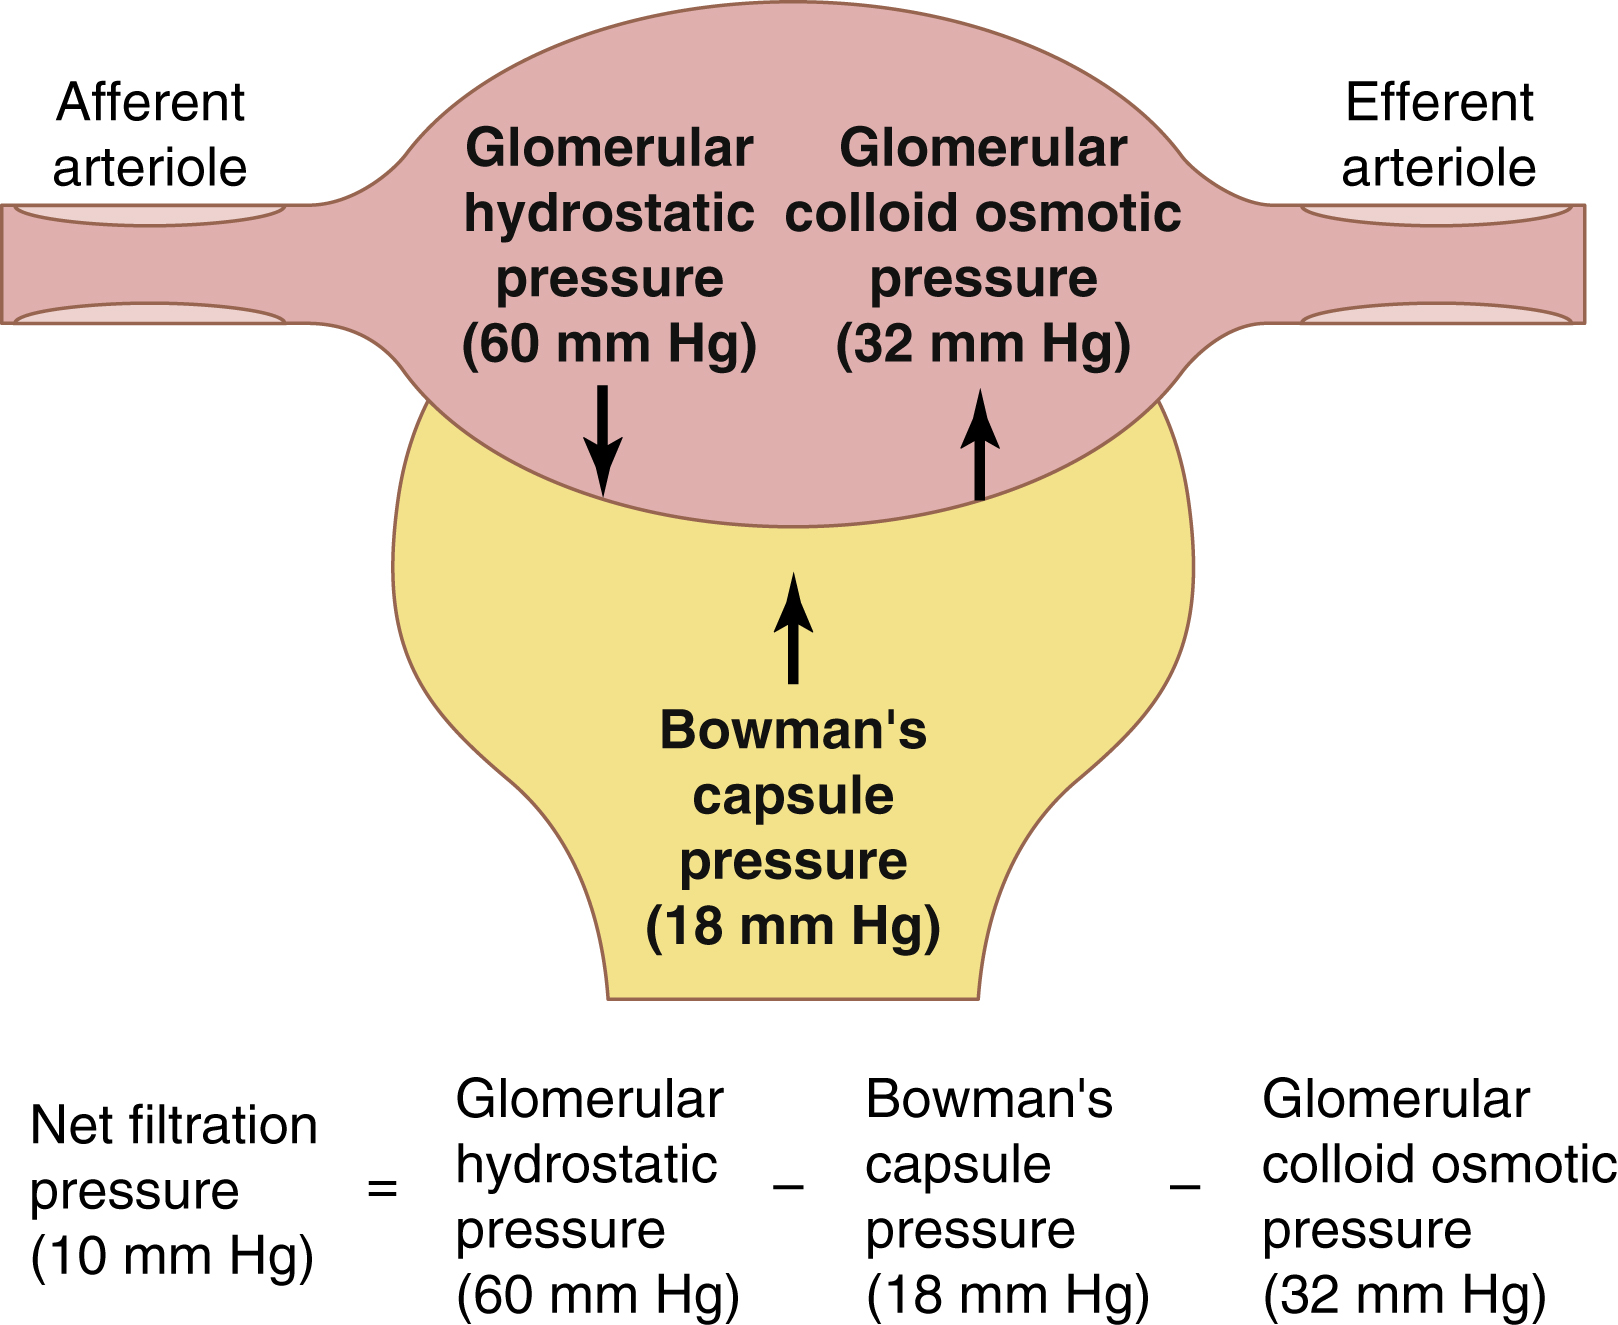 Afferent
arteriole
Glomerular
hydrostatic
pressure
(60 mm Hg)
Glomerular
colloid osmotic
pressure
(32 mm Hg)
Efferent
arteriole
Bowman's
capsule
pressure
(18 mm Hg)
Net filtration
pressure
(10 mm Hg)
=
Glomerular
hydrostatic
pressure
(60 mm Hg)
–
Bowman's
capsule
pressure
(18 mm Hg)
–
Glomerular
colloid osmotic
pressure
(32 mm Hg)